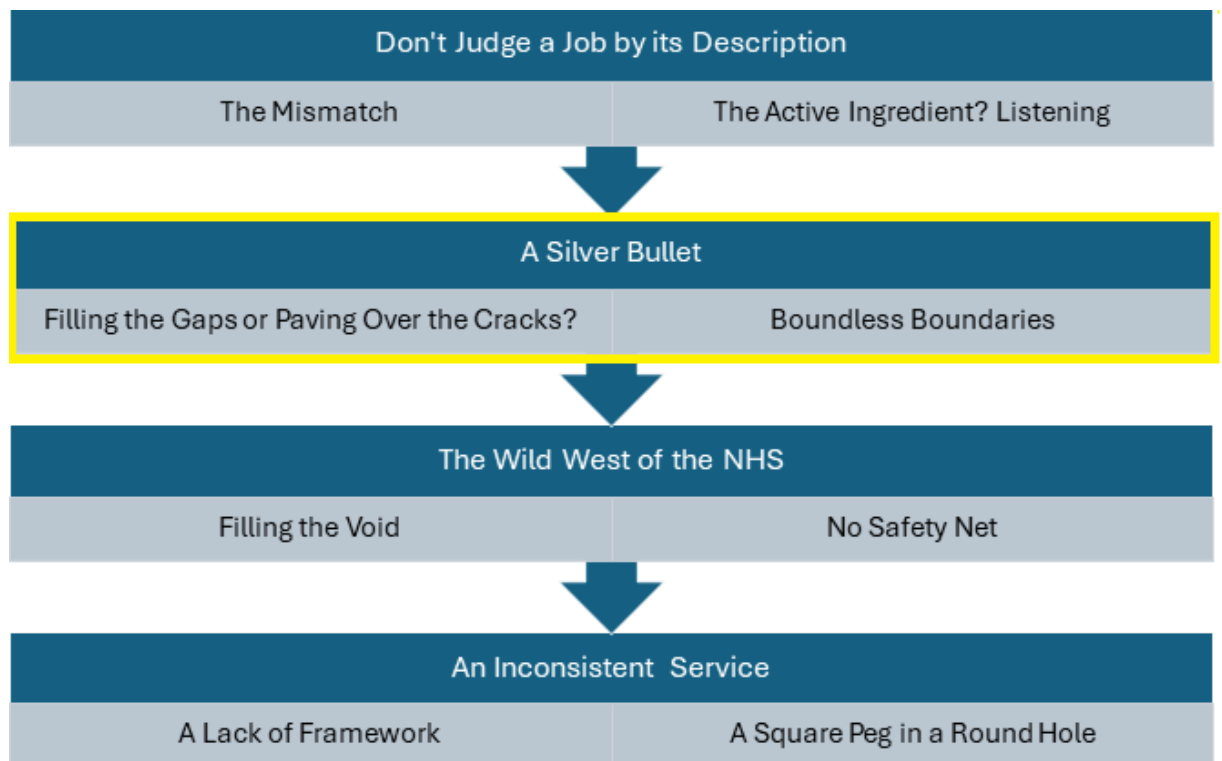 Don't Judge a Job by its Description
The Mismatch
The Active Ingredient? Listening
A Silver Bullet
Filling the Gaps or Paving Over the Cracks?
Boundless Boundaries
The Wild West of the NHS
Filling the Void
No Safety Net
An Inconsistent Service
A Lack of Framework
A Square Peg in a Round Hole